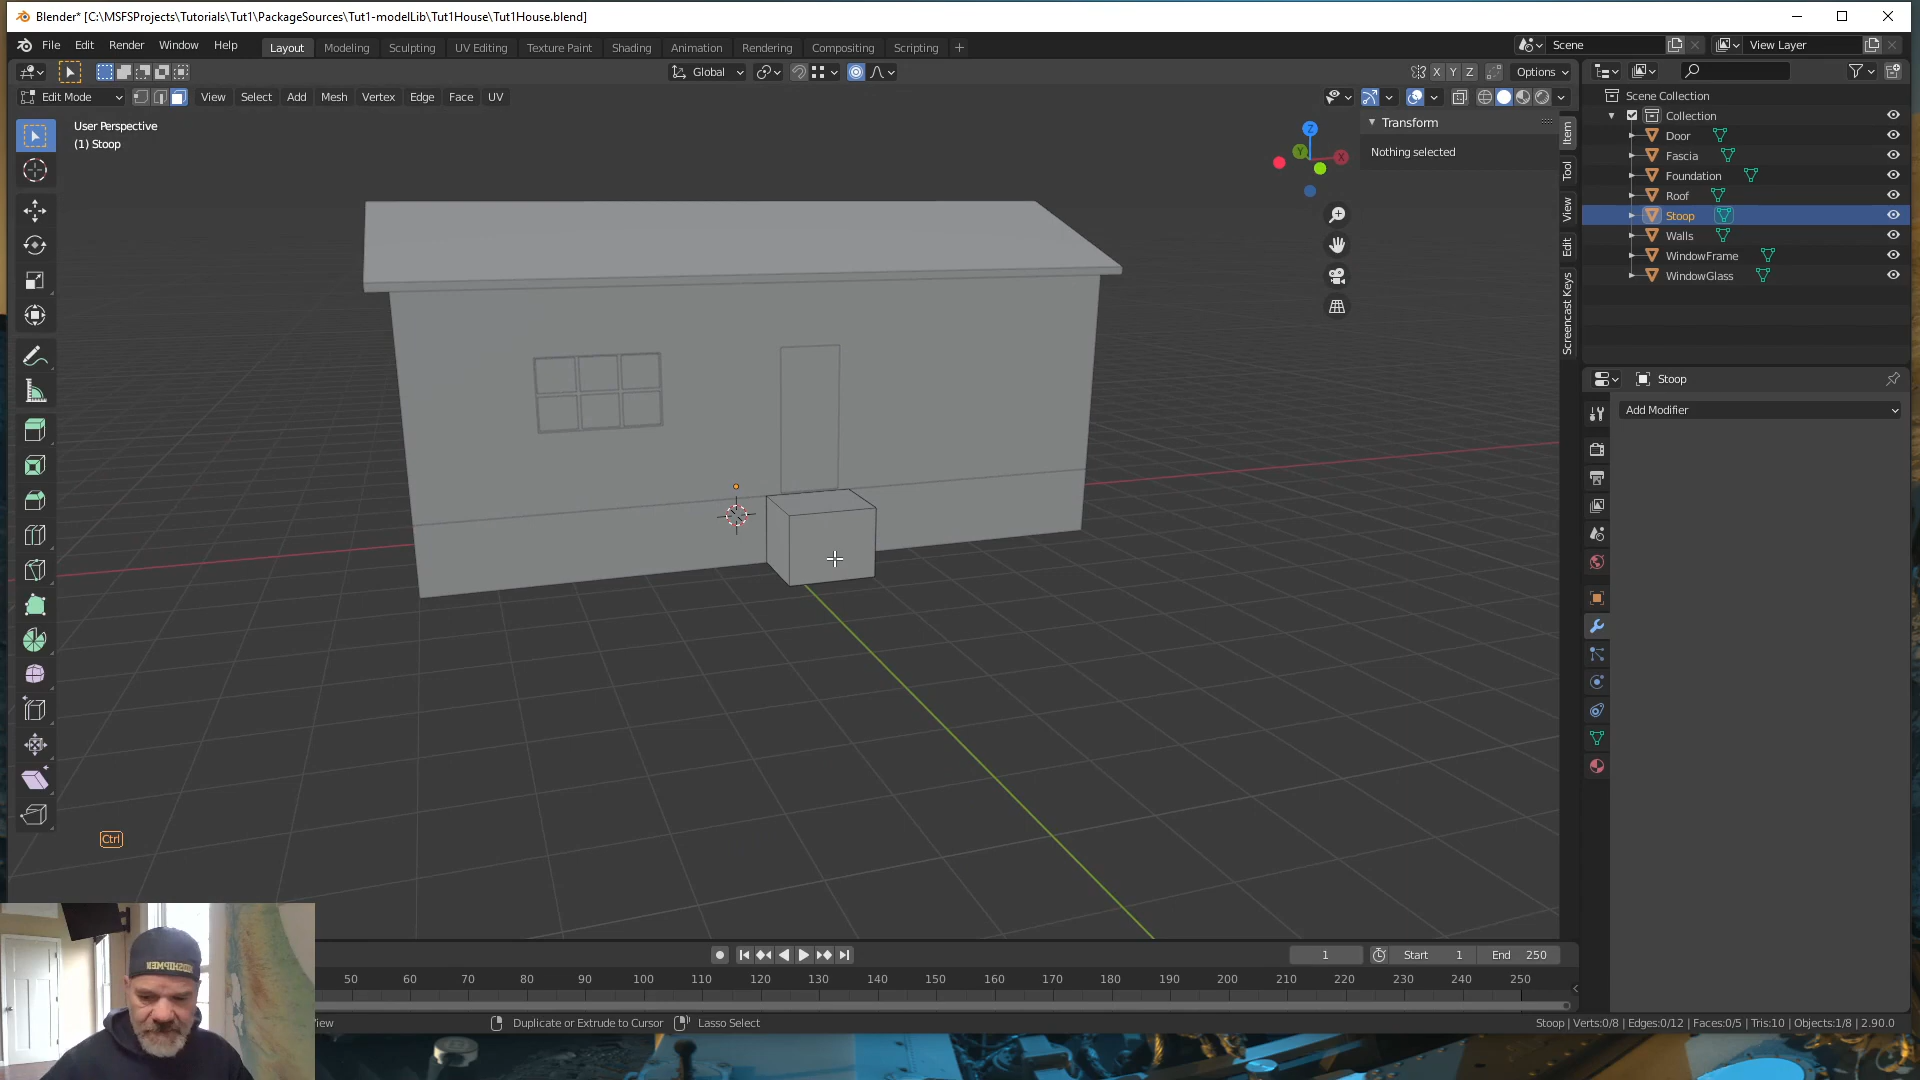 Blender* [C:\MSFSProjects\Tutorials\Tut1\PackageSources\Tut1-modelLib\Tut1House\Tut1House.blend]
File Edit Render Window Help Layout Modeling Sculpting UV Editing Texture Paint Shading Animation Rendering Compositing Scripting + Scene View Layer
Global X Y Z Options
Edit Mode View Select Add Mesh Vertex Edge Face UV
User Perspective
(1) Stoop
Z
Y
X
Transform
Nothing selected
Item
Tool
View
Edit
Screencast Keys
Scene Collection
Collection
Door
Fascia
Foundation
Roof
Stoop
Walls
WindowFrame
WindowGlass
Stoop
Add Modifier
Ctrl
MIDSHIPMEN
1 Start 1 End 250
50 60 70 80 90 100 110 120 130 140 150 160 170 180 190 200 210 220 230 240 250
View Duplicate or Extrude to Cursor Lasso Select
Stoop | Verts:0/8 | Edges:0/12 | Faces:0/5 | Tris:10 | Objects:1/8 | 2.90.0